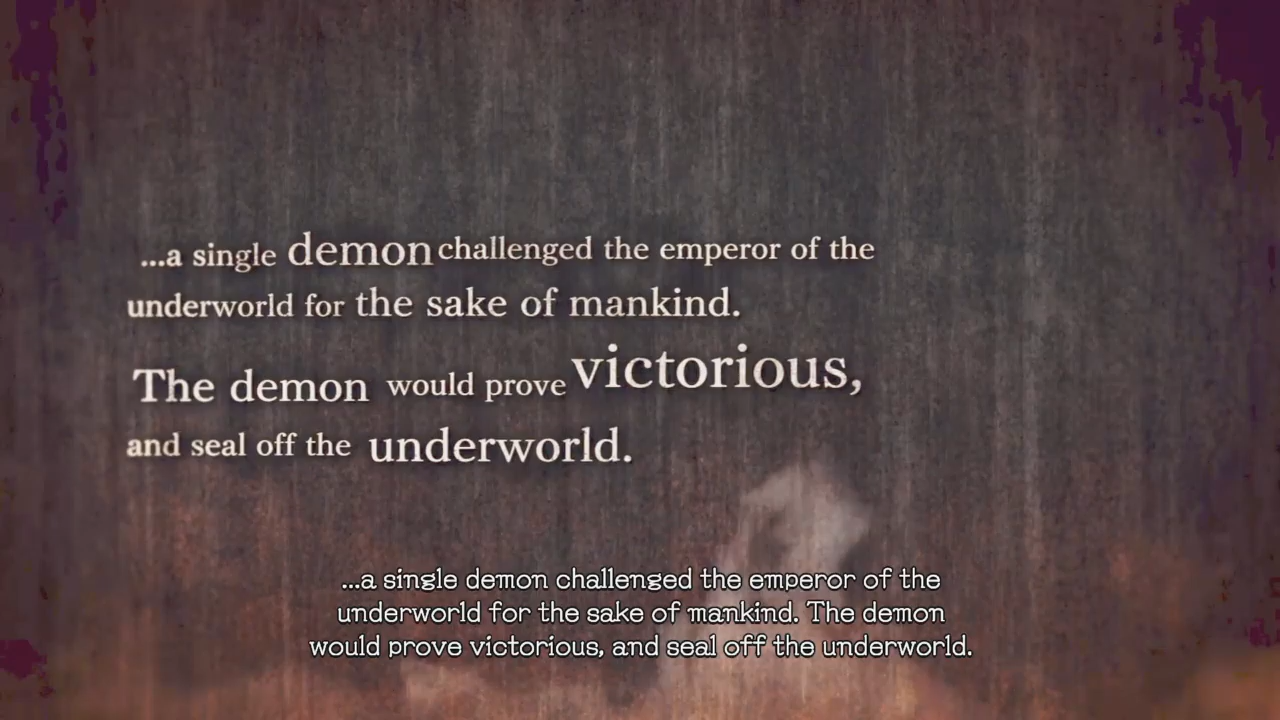 ...a single demon challenged the emperor of the
underworld for the sake of mankind.
The demon would prove victorious,
and seal off the underworld.
...a single demon challenged the emperor of the
underworld for the sake of mankind. The demon
would prove victorious, and seal off the underworld.